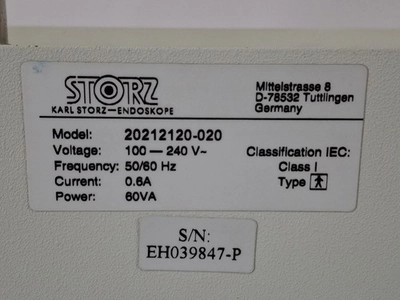 STORZ
KARL STORZ—ENDOSKOPE
Mittelstrasse 8
D-78532 Tuttlingen
Germany
Model: 20212120-020
Voltage: 100 — 240 V~
Frequency: 50/60 Hz
Current: 0.6A
Power: 60VA
Classification IEC:
Class I
Type
S/N:
EH039847-P